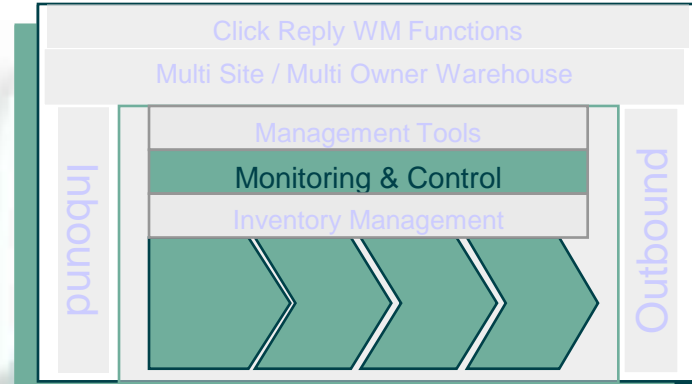 Click Reply WM Functions
Multi Site / Multi Owner Warehouse
Inbound
Management Tools
Monitoring & Control
Inventory Management
Outbound